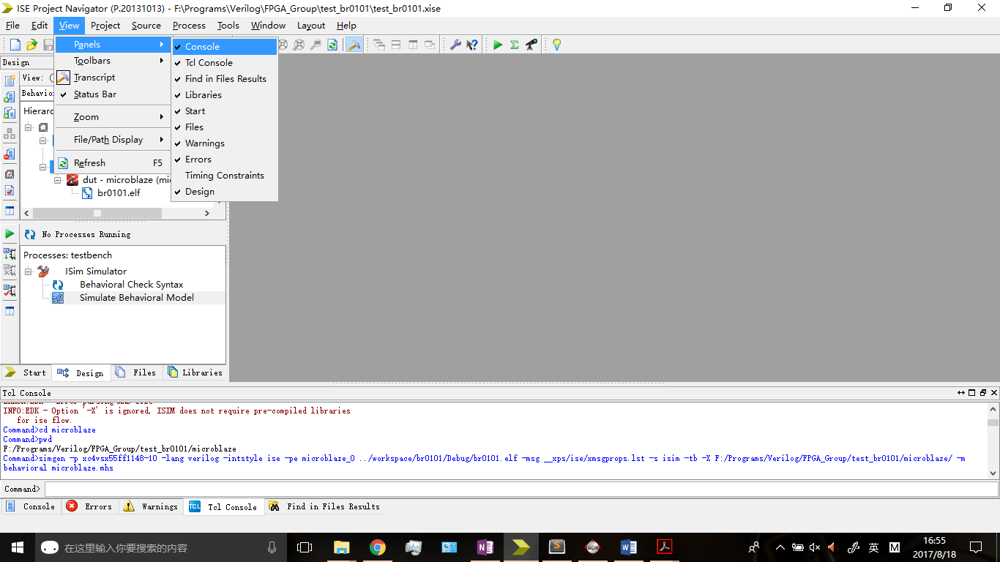 ISE Project Navigator (P.20131013) - F:\Programs\Verilog\FPGA_Group\test_br0101\test_br0101.xise
File Edit View Project Source Process Tools Window Layout Help
Panels
Toolbars
Transcript
Status Bar
Zoom
File/Path Display
Refresh F5
Console
Tcl Console
Find in Files Results
Libraries
Start
Files
Warnings
Errors
Timing Constraints
Design
Design
View:
Behavio
Hierarc
dut - microblaze (mi
br0101.elf
No Processes Running
Processes: testbench
ISim Simulator
Behavioral Check Syntax
Simulate Behavioral Model
Start Design Files Libraries
Tcl Console
INFO:EDK - Option '-X' is ignored, ISIM does not require pre-compiled libraries
for ise flow.
Command>cd microblaze
Command>pwd
F:/Programs/Verilog/FPGA_Group/test_br0101/microblaze
Command>simgen -p xc4vsx55ff1148-10 -lang verilog -intstyle ise -pe microblaze_0 ../workspace/br0101/Debug/br0101.elf -msg __xps/ise/xmsgprops.lst -s isim -tb -X F:/Programs/Verilog/FPGA_Group/test_br0101/microblaze/ -m
behavioral microblaze.mhs
Command>
Console Errors Warnings Tcl Console Find in Files Results
在这里输入你要搜索的内容
英 M
16:55
2017/8/18